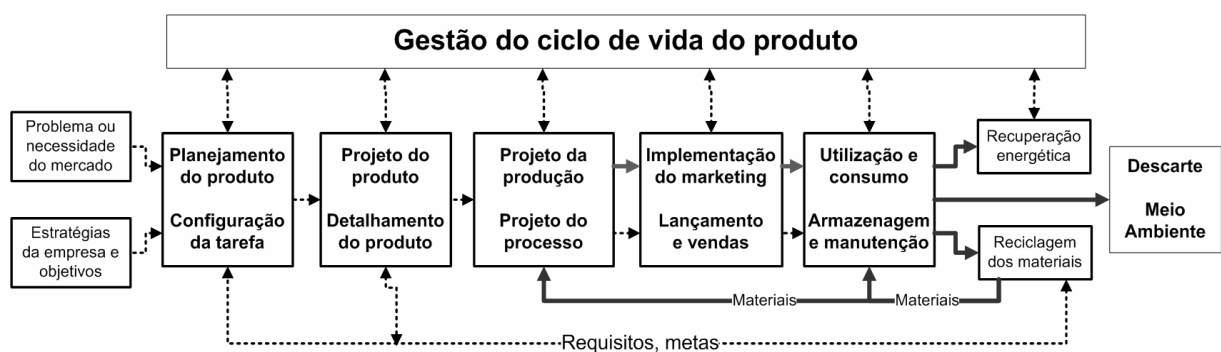 Gestão do ciclo de vida do produto
Problema ou
necessidade
do mercado
Estratégias
da empresa e
objetivos
Planejamento
do produto
Configuração
da tarefa
Projeto do
produto
Detalhamento
do produto
Projeto da
produção
Projeto do
processo
Implementação
do marketing
Lançamento
e vendas
Utilização e
consumo
Armazenagem
e manutenção
Recuperação
energética
Reciclagem
dos materiais
Descarte
Meio
Ambiente
Materiais
Materiais
Requisitos, metas